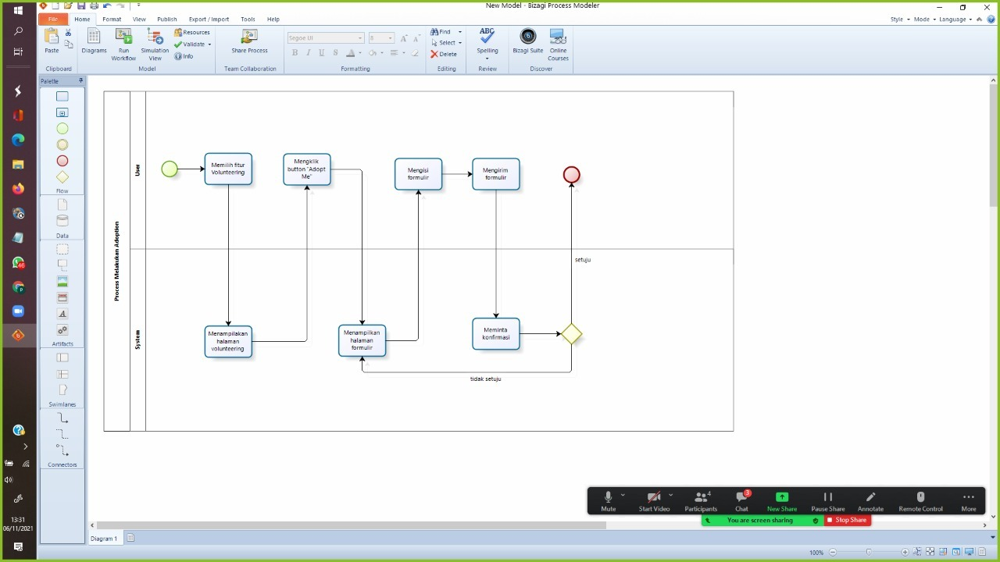 New Model - Bizagi Process Modeler
File Home Format View Publish Export / Import Tools Help
Style Mode Language
Paste
Diagrams
Run Workflow
Simulation View
Resources
Validate
Info
Share Process
Segoe UI 8
B I U S A
Find
Select
Delete
ABC
Spelling
Bizagi Suite
Online Courses
Clipboard Model Team Collaboration Formatting Editing Review Discover
Palette
Flow
Data
Artifacts
Swimlanes
Connectors
Process Melakukan Adoption
User
System
Memilih fitur
Volunteering
Mengklik
button "Adopt
Me"
Mengisi
formulir
Mengirim
formulir
setuju
Menampilakan
halaman
volunteering
Menampilkan
halaman
formulir
Meminta
konfirmasi
tidak setuju
Mute
Start Video
4
Participants
3
Chat
New Share
Pause Share
Annotate
Remote Control
More
You are screen sharing
Stop Share
46
13:31
06/11/2021
Diagram 1
100%